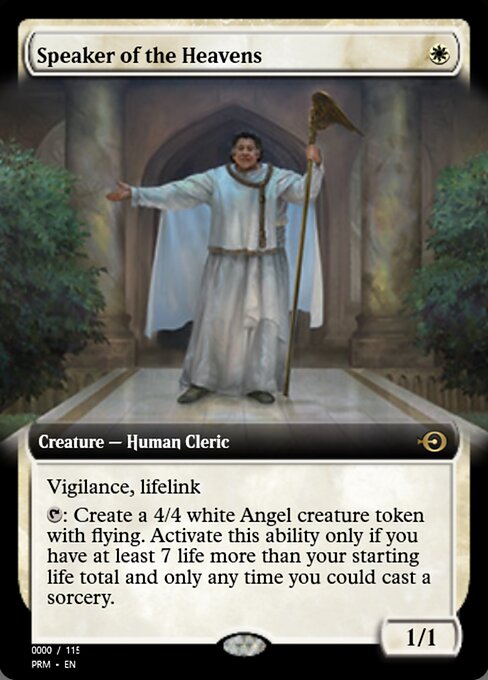 Speaker of the Heavens
Creature — Human Cleric
Vigilance, lifelink
: Create a 4/4 white Angel creature token
with flying. Activate this ability only if you
have at least 7 life more than your starting
life total and only any time you could cast a
sorcery.
1/1
0000 / 115
PRM • EN